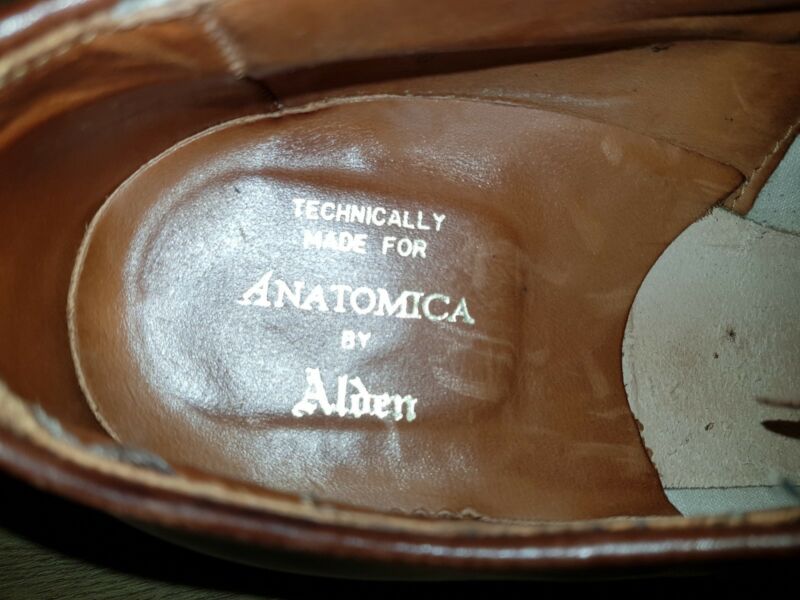 TECHNICALLY
MADE FOR
ANATOMICA
BY
Alden